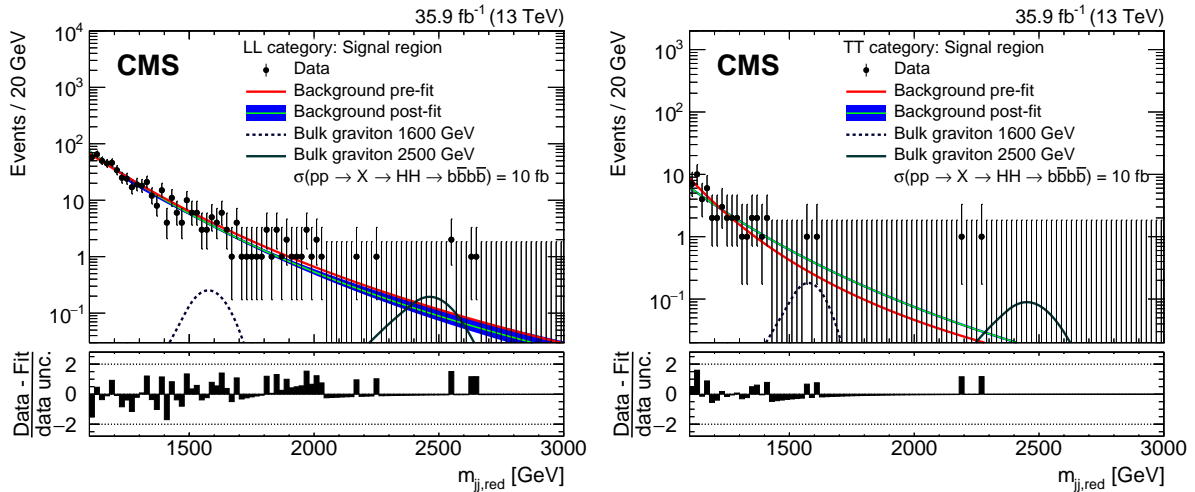 35.9 fb⁻¹ (13 TeV)
CMS
LL category: Signal region
Data
Background pre-fit
Background post-fit
Bulk graviton 1600 GeV
Bulk graviton 2500 GeV
σ(pp → X → HH → bb̅bb̅) = 10 fb
Events / 20 GeV
10⁴
10³
10²
10
1
10⁻¹
Data - Fit
data unc.
2
0
−2
1500
2000
2500
3000
m_jj,red [GeV]
35.9 fb⁻¹ (13 TeV)
CMS
TT category: Signal region
Data
Background pre-fit
Background post-fit
Bulk graviton 1600 GeV
Bulk graviton 2500 GeV
σ(pp → X → HH → bb̅bb̅) = 10 fb
Events / 20 GeV
10³
10²
10
1
10⁻¹
Data - Fit
data unc.
2
0
−2
1500
2000
2500
3000
m_jj,red [GeV]